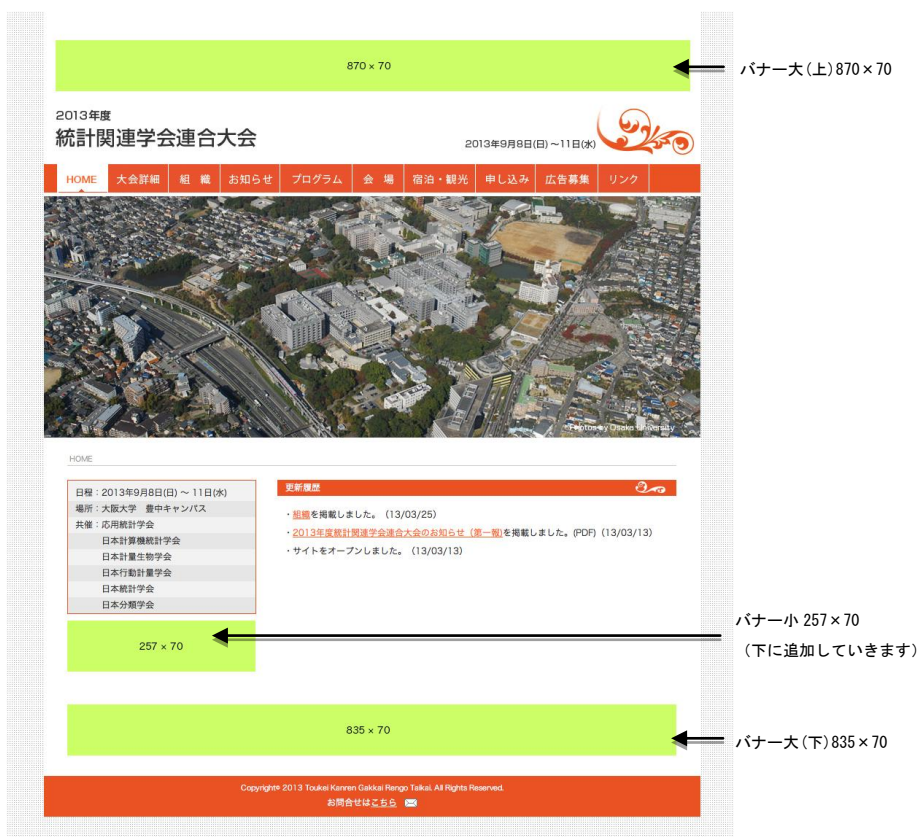 870 × 70
バナー大(上)870×70
2013年度
統計関連学会連合大会
2013年9月8日(日)～11日(水)
HOME 大会詳細 組 織 お知らせ プログラム 会 場 宿泊・観光 申し込み 広告募集 リンク
Photos by Osaka University
HOME
日程：2013年9月8日(日) ～ 11日(水)
場所：大阪大学　豊中キャンパス
共催：応用統計学会
日本計算機統計学会
日本計量生物学会
日本行動計量学会
日本統計学会
日本分類学会
更新履歴
・組織を掲載しました。（13/03/25）
・2013年度統計関連学会連合大会のお知らせ（第一報)を掲載しました。(PDF)（13/03/13）
・サイトをオープンしました。（13/03/13）
257 × 70
バナー小 257×70
（下に追加していきます）
835 × 70
バナー大(下)835×70
Copyright© 2013 Toukei Kanren Gakkai Rengo Taikai. All Rights Reserved.
お問合せはこちら